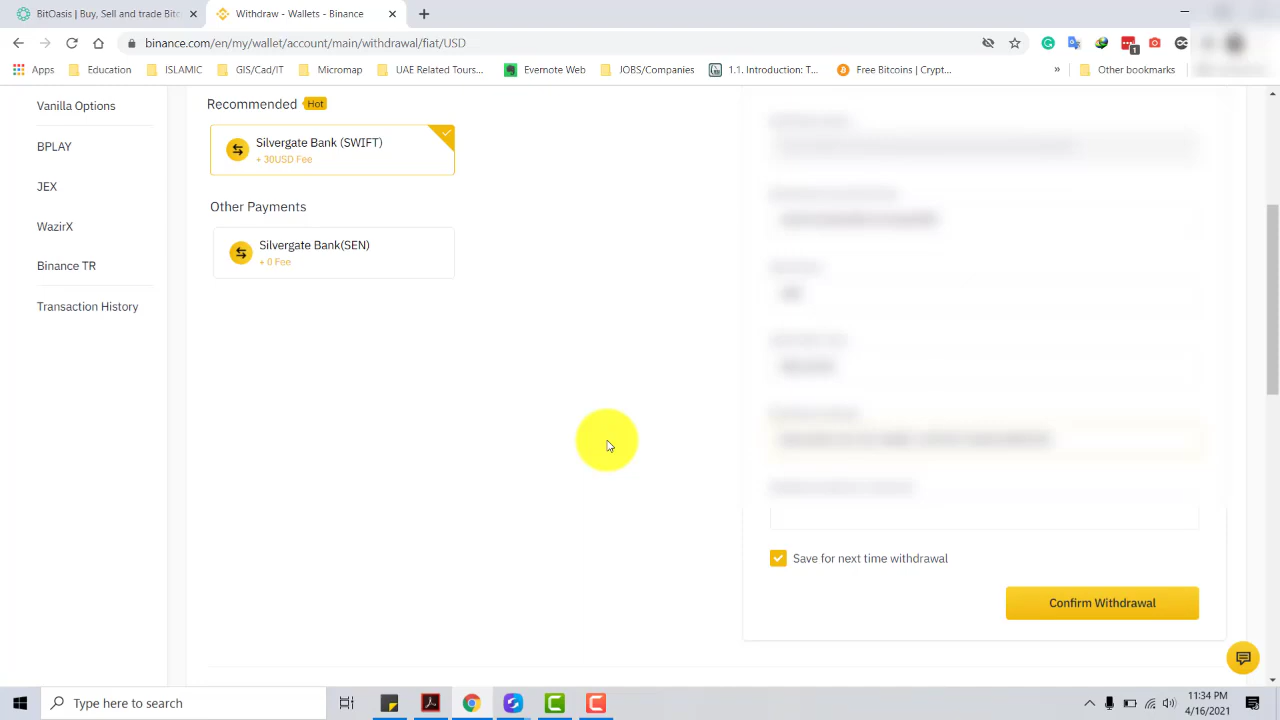 BitOasis | Buy, Sell and trade Bit
Withdraw - Wallets - Binance
binance.com/en/my/wallet/account/main/withdrawal/fiat/USD
1
Apps
Education
ISLAMIC
GIS/Cad/IT
Micromap
UAE Related Tours...
Evernote Web
JOBS/Companies
1.1. Introduction: T...
Free Bitcoins | Crypt...
»
Other bookmarks
Vanilla Options
BPLAY
JEX
WazirX
Binance TR
Transaction History
Recommended Hot
Silvergate Bank (SWIFT)
+ 30USD Fee
Other Payments
Silvergate Bank(SEN)
+ 0 Fee
Save for next time withdrawal
Confirm Withdrawal
Type here to search
11:34 PM
4/16/2021